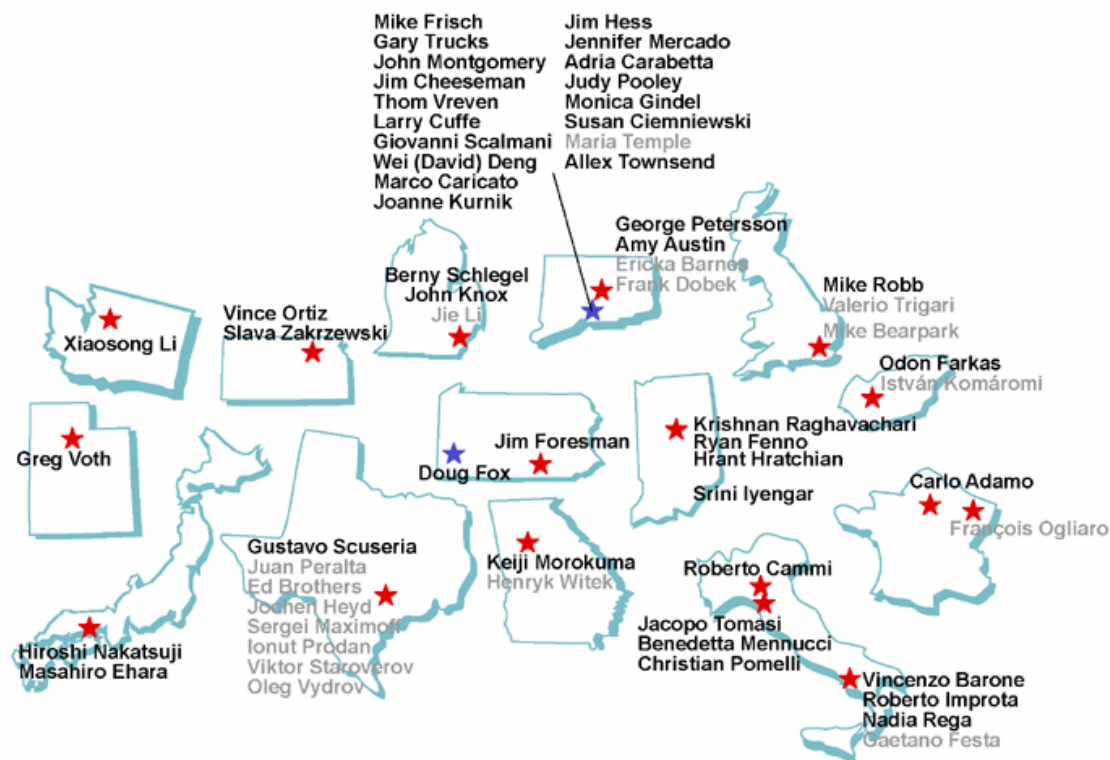 Mike Frisch
Gary Trucks
John Montgomery
Jim Cheeseman
Thom Vreven
Larry Cuffe
Giovanni Scalmani
Wei (David) Deng
Marco Caricato
Joanne Kurnik
Jim Hess
Jennifer Mercado
Adria Carabetta
Judy Pooley
Monica Gindel
Susan Ciemniewski
Maria Temple
Allex Townsend
George Petersson
Amy Austin
Ericka Barnes
Frank Dobek
Berny Schlegel
John Knox
Jie Li
Mike Robb
Valerio Trigari
Mike Bearpark
Vince Ortiz
Slava Zakrzewski
Xiaosong Li
Odon Farkas
István Komáromi
Greg Voth
Doug Fox
Jim Foresman
Krishnan Raghavachari
Ryan Fenno
Hrant Hratchian
Srini Iyengar
Carlo Adamo
François Ogliaro
Gustavo Scuseria
Juan Peralta
Ed Brothers
Jochen Heyd
Sergei Maximoff
Ionut Prodan
Viktor Staroverov
Oleg Vydrov
Keiji Morokuma
Henryk Witek
Roberto Cammi
Jacopo Tomasi
Benedetta Mennucci
Christian Pomelli
Hiroshi Nakatsuji
Masahiro Ehara
Vincenzo Barone
Roberto Improta
Nadia Rega
Gaetano Festa